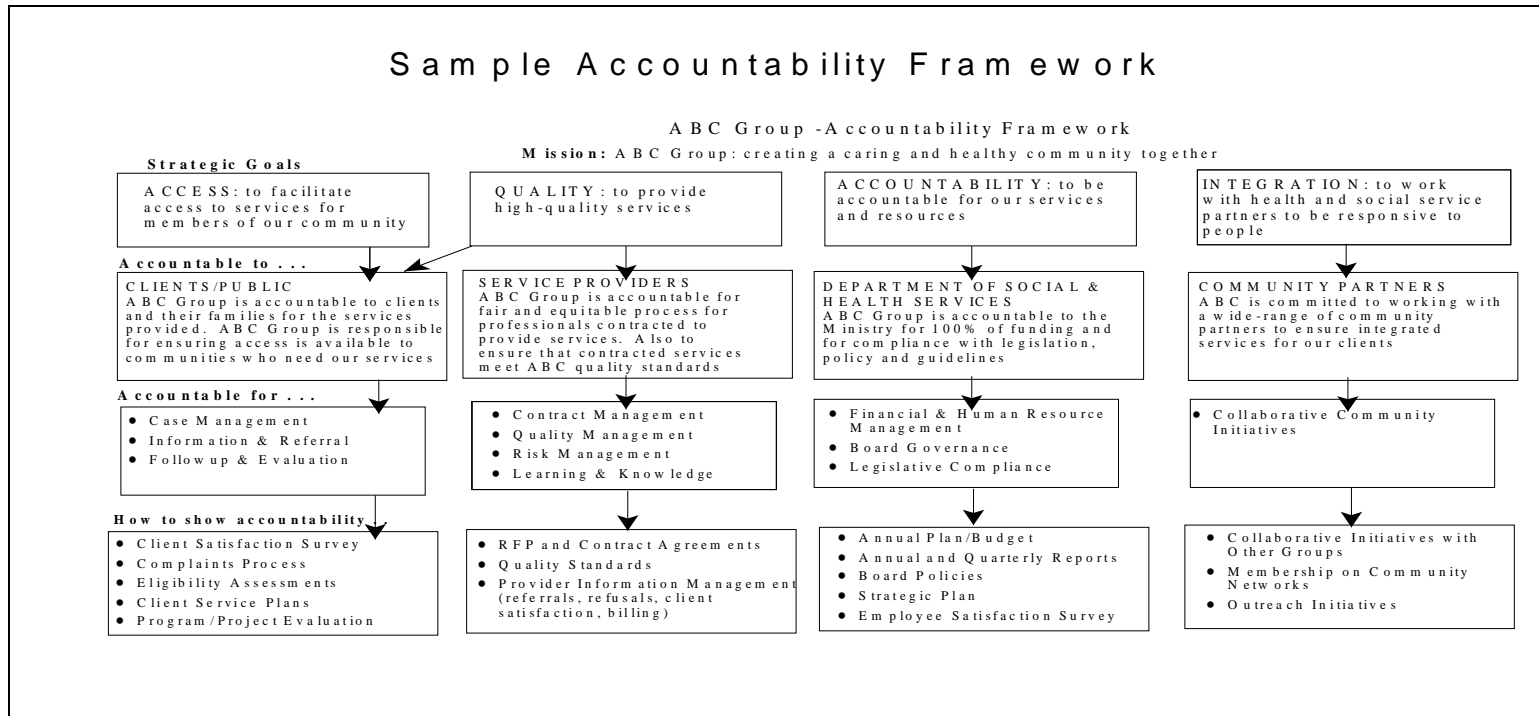 Sample Accountability Framework
ABC Group -Accountability Framework
Mission: ABC Group: creating a caring and healthy community together
Strategic Goals
ACCESS: to facilitate
access to services for
members of our community
QUALITY: to provide
high-quality services
ACCOUNTABILITY: to be
accountable for our services
and resources
INTEGRATION: to work
with health and social service
partners to be responsive to
people
Accountable to ...
CLIENTS/PUBLIC
ABC Group is accountable to clients
and their families for the services
provided. ABC Group is responsible
for ensuring access is available to
communities who need our services
SERVICE PROVIDERS
ABC Group is accountable for
fair and equitable process for
professionals contracted to
provide services. Also to
ensure that contracted services
meet ABC quality standards
DEPARTMENT OF SOCIAL &
HEALTH SERVICES
ABC Group is accountable to the
Ministry for 100% of funding and
for compliance with legislation,
policy and guidelines
COMMUNITY PARTNERS
ABC is committed to working with
a wide-range of community
partners to ensure integrated
services for our clients
Accountable for ...
• Case Management
• Information & Referral
• Followup & Evaluation
• Contract Management
• Quality Management
• Risk Management
• Learning & Knowledge
• Financial & Human Resource
Management
• Board Governance
• Legislative Compliance
• Collaborative Community
Initiatives
How to show accountability...
• Client Satisfaction Survey
• Complaints Process
• Eligibility Assessments
• Client Service Plans
• Program/Project Evaluation
• RFP and Contract Agreements
• Quality Standards
• Provider Information Management
(referrals, refusals, client
satisfaction, billing)
• Annual Plan/Budget
• Annual and Quarterly Reports
• Board Policies
• Strategic Plan
• Employee Satisfaction Survey
• Collaborative Initiatives with
Other Groups
• Membership on Community
Networks
• Outreach Initiatives